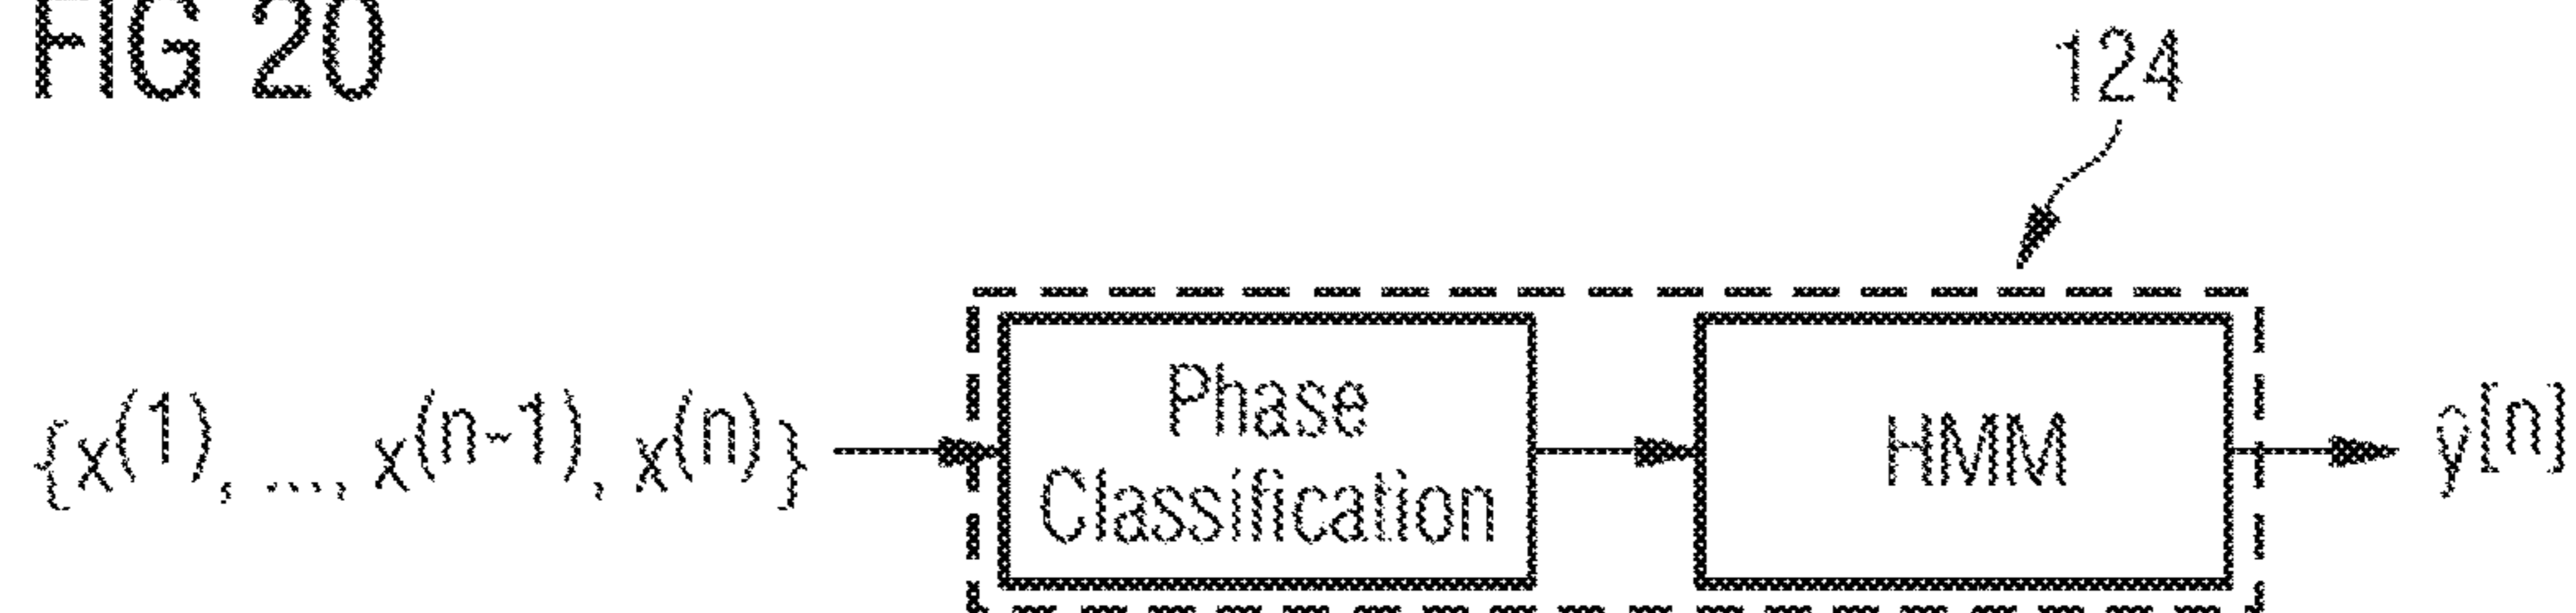 FIG 20
124
{x(1), ..., x(n-1), x(n)}
Phase
Classification
HMM
ŷ[n]